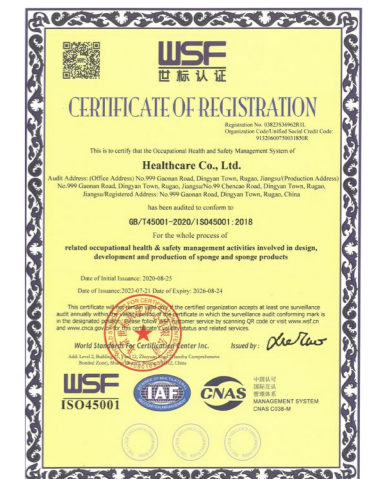 WSF
世标认证
CERTIFICATE OF REGISTRATION
Registration No. 03823S36962R1L
Organization Code/Unified Social Credit Code:
91320600759031850R
This is to certify that the Occupational Health and Safety Management System of
Healthcare Co., Ltd.
Audit Address: (Office Address) No.999 Gaonan Road, Dingyan Town, Rugao, Jiangsu/(Production Address)
No.999 Gaonan Road, Dingyan Town, Rugao, Jiangsu/No.99 Chencao Road, Dingyan Town, Rugao,
Jiangsu/Registered Address: No.999 Gaonan Road, Dingyan Town, Rugao, China
has been audited to conform to
GB/T45001-2020/ISO45001:2018
For the whole process of
related occupational health & safety management activities involved in design,
development and production of sponge and sponge products
Date of Initial Issuance: 2020-08-25
Date of Issuance:2023-07-21 Date of Expiry: 2026-08-24
This certificate will remain valid only if the certified organization accepts at least one surveillance
audit annually within the valid period of the certificate in which the surveillance audit conforming mark is
in the designated position. Please follow WSF customer service by scanning QR code or visit www.wsf.cn
and www.cnca.gov.cn for this certificate's validity status and related services.
World Standards For Certification Center Inc. Issued by:
WSF
ISO45001
IAF
CNAS
中国认可
国际互认
管理体系
MANAGEMENT SYSTEM
CNAS C038-M